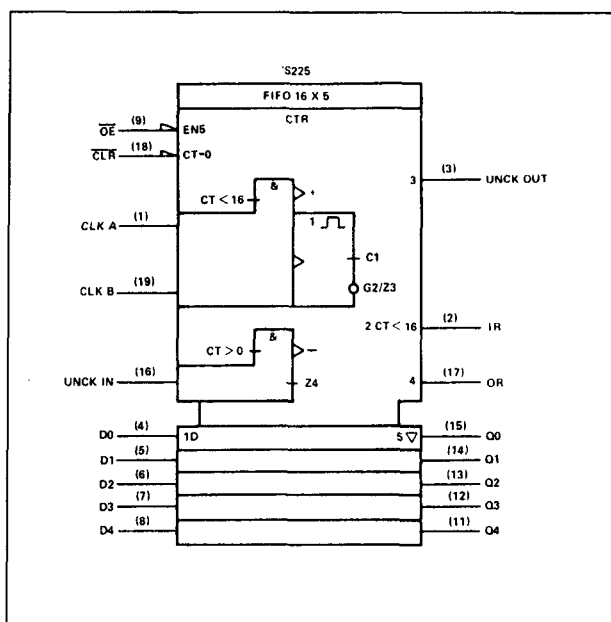 'S225
FIFO 16 X 5
CTR
OE (9) EN5
CLR (18) CT=0
3 (3) UNCK OUT
&
CT < 16 +
CLK A (1)
1
C1
CLK B (19)
G2/Z3
2 CT < 16 (2) IR
&
CT > 0 −
UNCK IN (16) Z4 4 (17) OR
D0 (4) 1D 5 ▽ (15) Q0
D1 (5) (14) Q1
D2 (6) (13) Q2
D3 (7) (12) Q3
D4 (8) (11) Q4